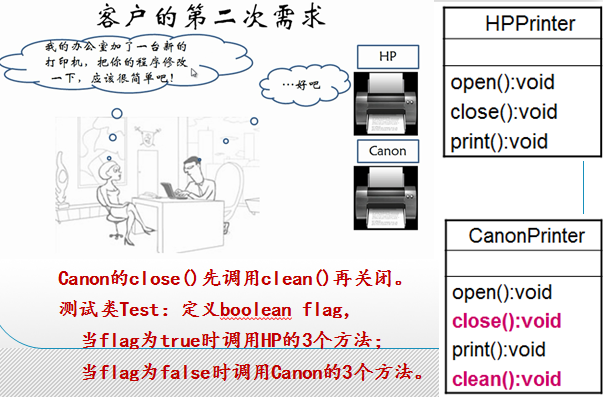 客户的第二次需求
我的办公室加了一台新的
打印机，把你的程序修改
一下，应该很简单吧！
…好吧
HP
Canon
HPPrinter
open():void
close():void
print():void
CanonPrinter
open():void
close():void
print():void
clean():void
Canon的close()先调用clean()再关闭。
测试类Test：定义boolean flag，
当flag为true时调用HP的3个方法；
当flag为false时调用Canon的3个方法。